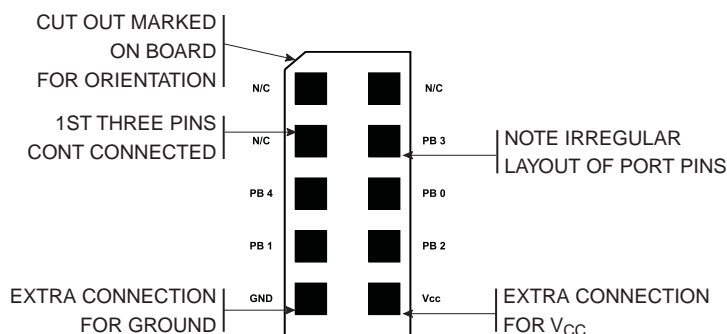 CUT OUT MARKED
ON BOARD
FOR ORIENTATION
N/C
N/C
1ST THREE PINS
CONT CONNECTED
N/C
PB 3
NOTE IRREGULAR
LAYOUT OF PORT PINS
PB 4
PB 0
PB 1
PB 2
EXTRA CONNECTION
FOR GROUND
GND
Vcc
EXTRA CONNECTION
FOR VCC